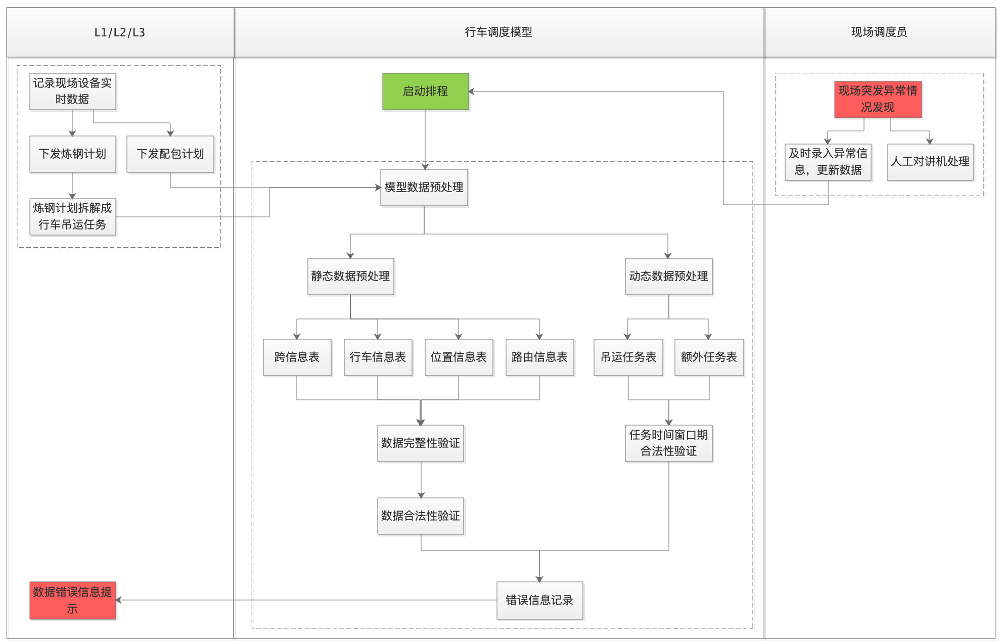 L1/L2/L3
行车调度模型
现场调度员
记录现场设备实
时数据
下发炼钢计划
下发配包计划
炼钢计划拆解成
行车吊运任务
启动排程
现场突发异常情
况发现
及时录入异常信
息，更新数据
人工对讲机处理
模型数据预处理
静态数据预处理
动态数据预处理
跨信息表
行车信息表
位置信息表
路由信息表
吊运任务表
额外任务表
数据完整性验证
任务时间窗口期
合法性验证
数据合法性验证
数据错误信息提
示
错误信息记录